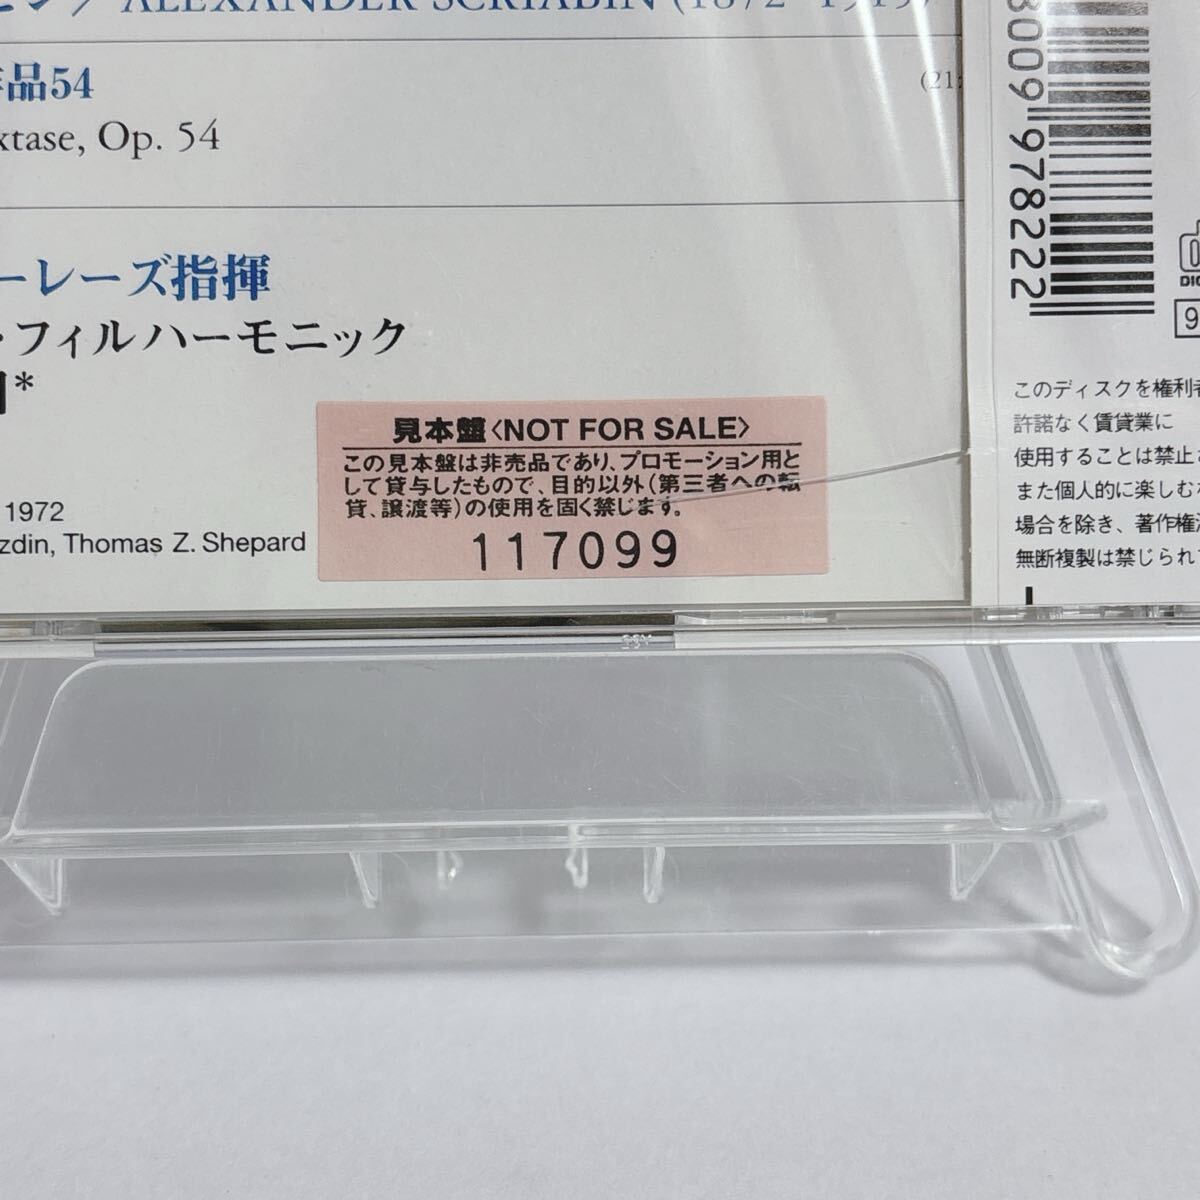 ALEXANDER SCRIABIN (1872-1915)
作品54
(21:
xtase, Op. 54
ーレーズ指揮
・フィルハーモニック
*
1972
zdin, Thomas Z. Shepard
見本盤〈NOT FOR SALE〉
この見本盤は非売品であり、プロモーション用と
して貸与したもので、目的以外(第三者への転
貸、譲渡等)の使用を固く禁じます。
117099
3009 978222
このディスクを権利者
許諾なく賃貸業に
使用することは禁止
また個人的に楽しむ
場合を除き、著作権
無断複製は禁じられ